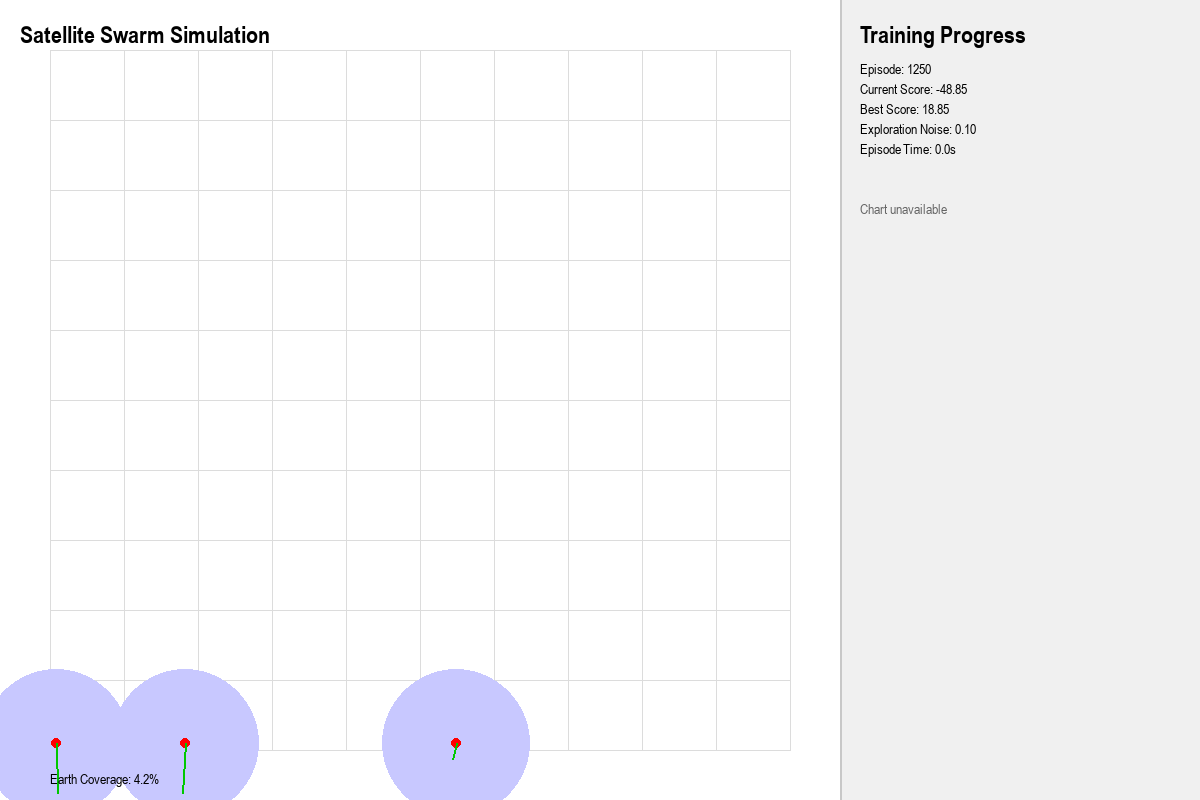 Satellite Swarm Simulation
Earth Coverage: 4.2%
Training Progress
Episode: 1250
Current Score: -48.85
Best Score: 18.85
Exploration Noise: 0.10
Episode Time: 0.0s
Chart unavailable